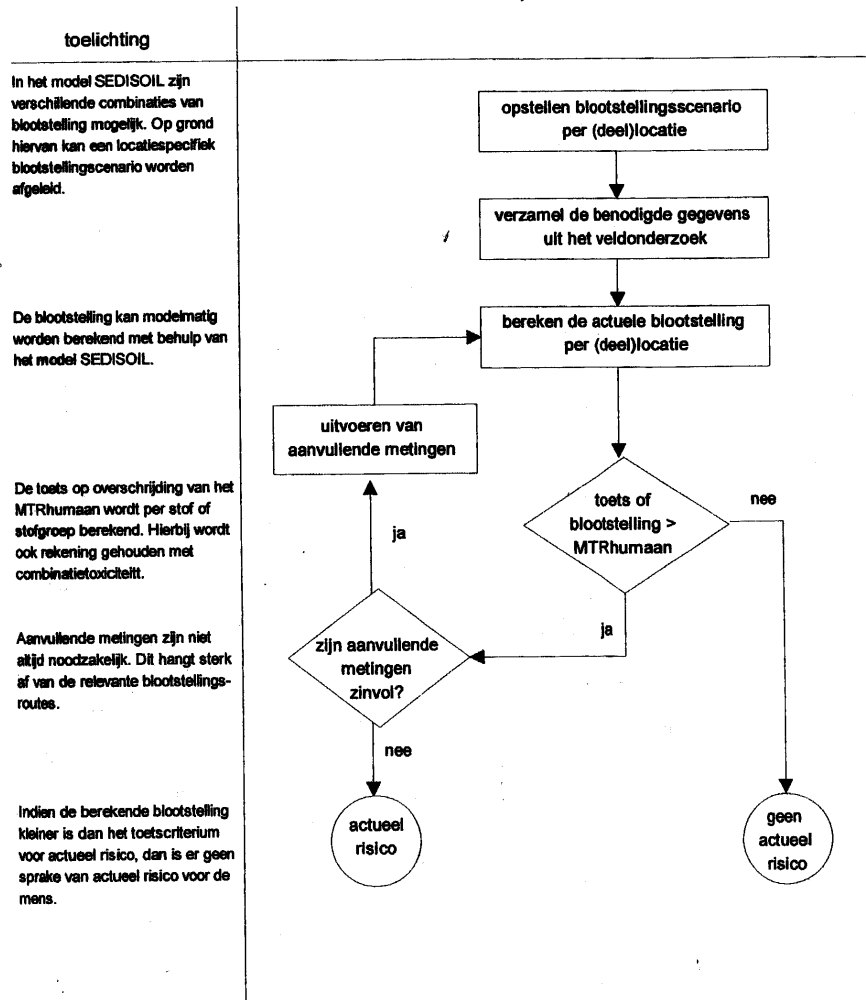 toelichting
In het model SEDISOIL zijn
verschillende combinaties van
blootstelling mogelijk. Op grond
hiervan kan een locatiespecifiek
blootstellingscenario worden
afgeleid.
De blootstelling kan modelmatig
worden berekend met behulp van
het model SEDISOIL.
De toets op overschrijding van het
MTRhumaan wordt per stof of
stofgroep berekend. Hierbij wordt
ook rekening gehouden met
combinatietoxiciteitt.
Aanvullende metingen zijn niet
altijd noodzakelijk. Dit hangt sterk
af van de relevante blootstellings-
routes.
Indien de berekende blootstelling
kleiner is dan het toetscriterium
voor actueel risico, dan is er geen
sprake van actueel risico voor de
mens.
opstellen blootstellingsscenario
per (deel)locatie
verzamel de benodigde gegevens
uit het veldonderzoek
bereken de actuele blootstelling
per (deel)locatie
uitvoeren van
aanvullende metingen
toets of
blootstelling >
MTRhumaan
nee
ja
ja
zijn aanvullende
metingen
zinvol?
nee
actueel
risico
geen
actueel
risico